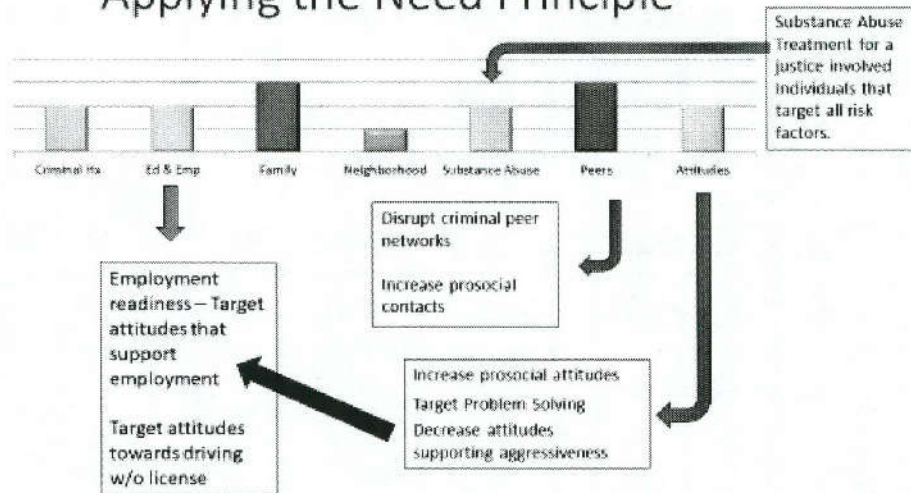 Applying the Need Principle
Substance Abuse
Treatment for a
justice involved
individuals that
target all risk
factors.
Criminal Hx
Ed & Emp
Family
Neighborhood
Substance Abuse
Peers
Attitudes
Disrupt criminal peer
networks
Increase prosocial
contacts
Employment
readiness – Target
attitudes that
support
employment
Target attitudes
towards driving
w/o license
Increase prosocial attitudes
Target Problem Solving
Decrease attitudes
supporting aggressiveness